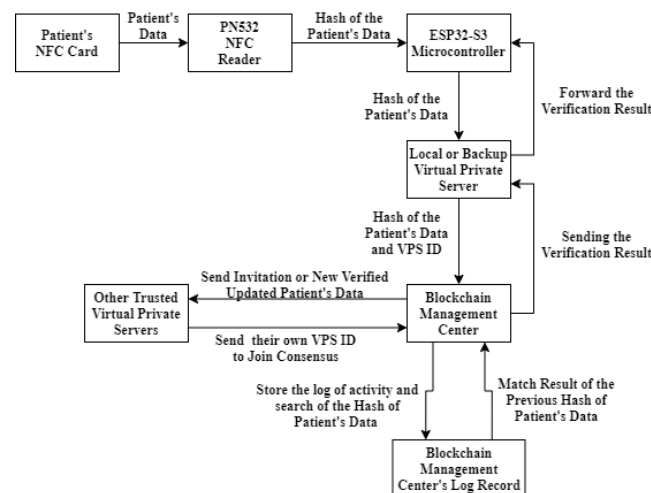 Patient's
NFC Card
Patient's
Data
PN532
NFC
Reader
Hash of the
Patient's Data
ESP32-S3
Microcontroller
Hash of the
Patient's Data
Forward the
Verification Result
Local or Backup
Virtual Private
Server
Hash of the
Patient's Data
and VPS ID
Sending the
Verification Result
Other Trusted
Virtual Private
Servers
Send Invitation or New Verified
Updated Patient's Data
Send their own VPS ID
to Join Consensus
Blockchain
Management
Center
Store the log of activity and
search of the Hash of
Patient's Data
Match Result of the
Previous Hash of
Patient's Data
Blockchain
Management
Center's Log Record